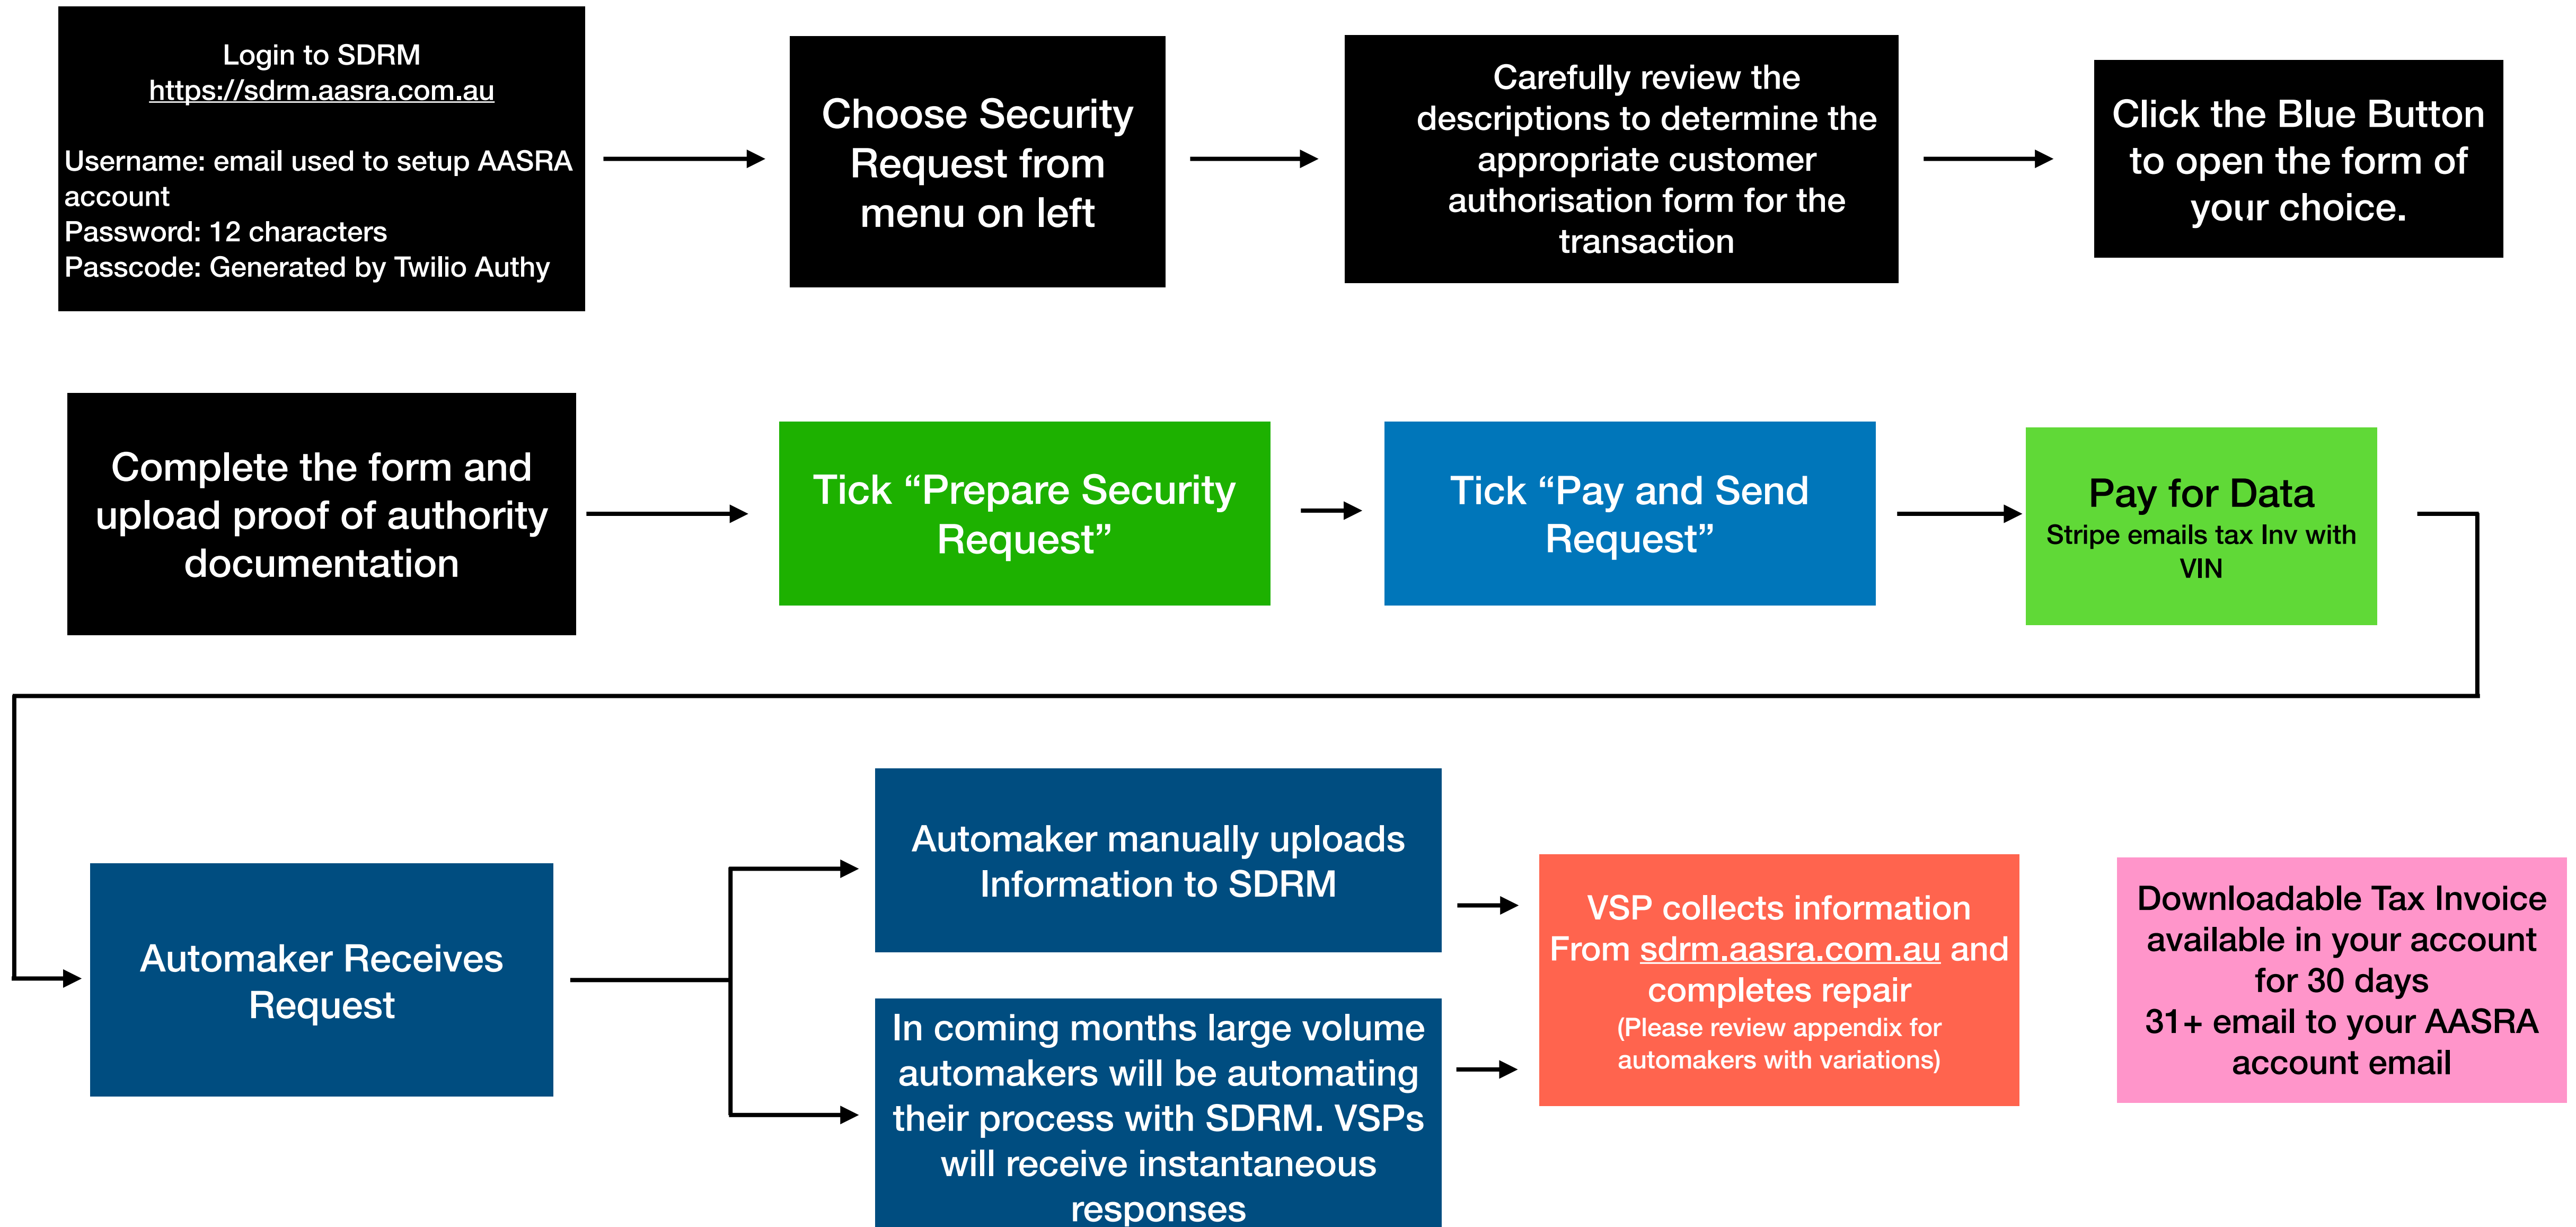 Login to SDRM
https://sdrm.aasra.com.au
Username: email used to setup AASRA
account
Password: 12 characters
Passcode: Generated by Twilio Authy
Choose Security
Request from
menu on left
Carefully review the
descriptions to determine the
appropriate customer
authorisation form for the
transaction
Click the Blue Button
to open the form of
your choice.
Complete the form and
upload proof of authority
documentation
Tick “Prepare Security
Request”
Tick “Pay and Send
Request”
Pay for Data
Stripe emails tax Inv with
VIN
Automaker Receives
Request
Automaker manually uploads
Information to SDRM
In coming months large volume
automakers will be automating
their process with SDRM. VSPs
will receive instantaneous
responses
VSP collects information
From sdrm.aasra.com.au and
completes repair
(Please review appendix for
automakers with variations)
Downloadable Tax Invoice
available in your account
for 30 days
31+ email to your AASRA
account email